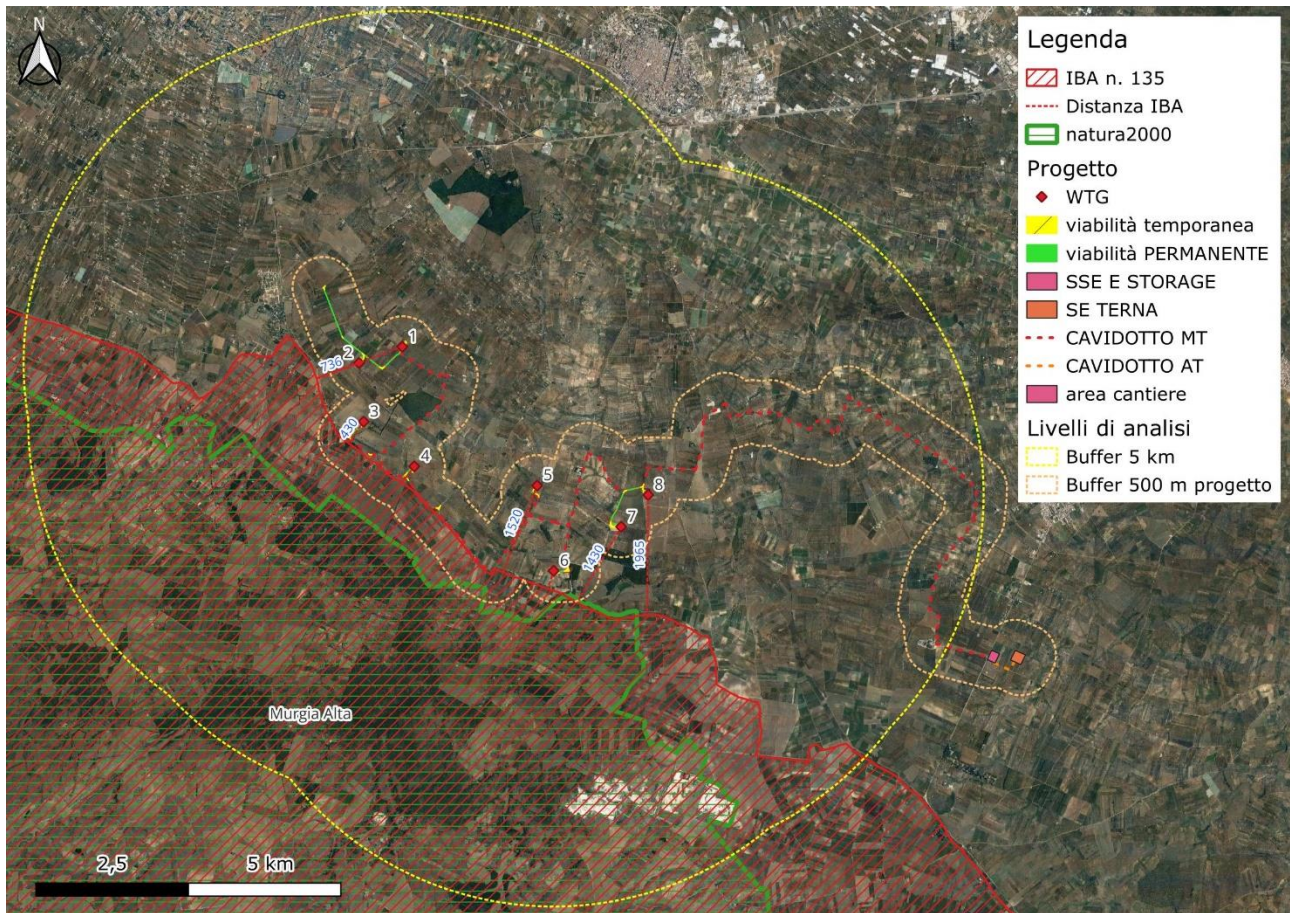 N
Legenda
IBA n. 135
Distanza IBA
natura2000
Progetto
WTG
viabilità temporanea
viabilità PERMANENTE
SSE E STORAGE
SE TERNA
CAVIDOTTO MT
CAVIDOTTO AT
area cantiere
Livelli di analisi
Buffer 5 km
Buffer 500 m progetto
1
2
736
3
430
4
5
8
1520
7
1430
1965
6
Murgia Alta
2,5
5 km